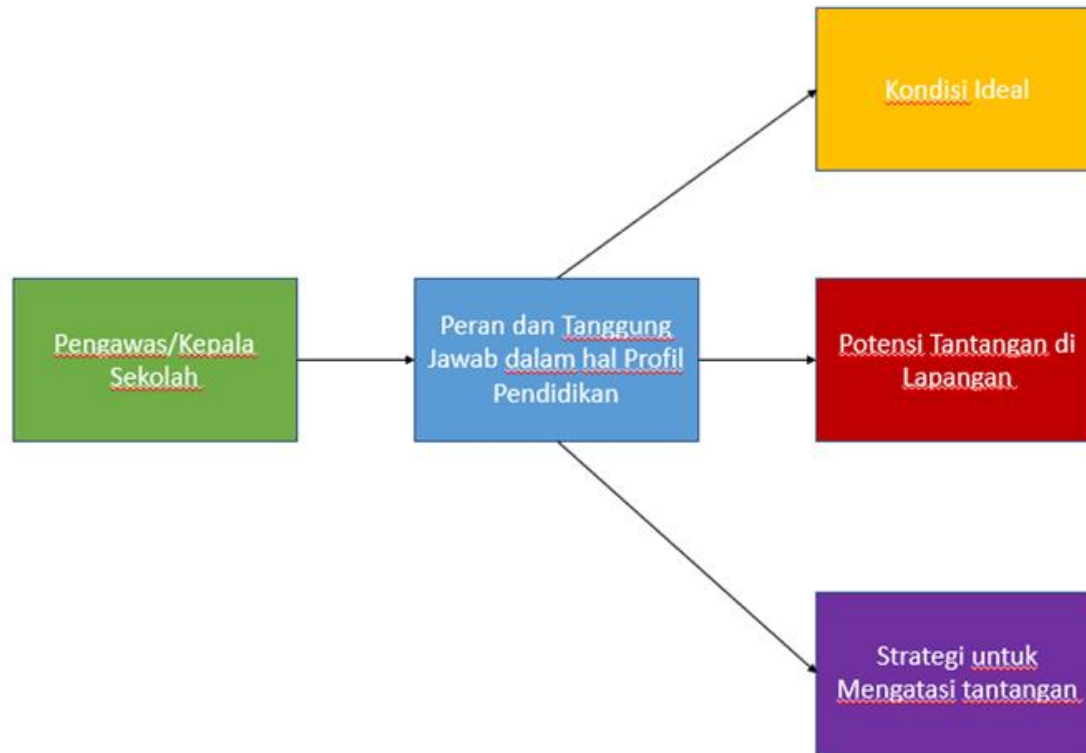 Kondisi Ideal
Pengawas/Kepala
Sekolah
Peran dan Tanggung
Jawab dalam hal Profil
Pendidikan
Potensi Tantangan di
Lapangan
Strategi untuk
Mengatasi tantangan